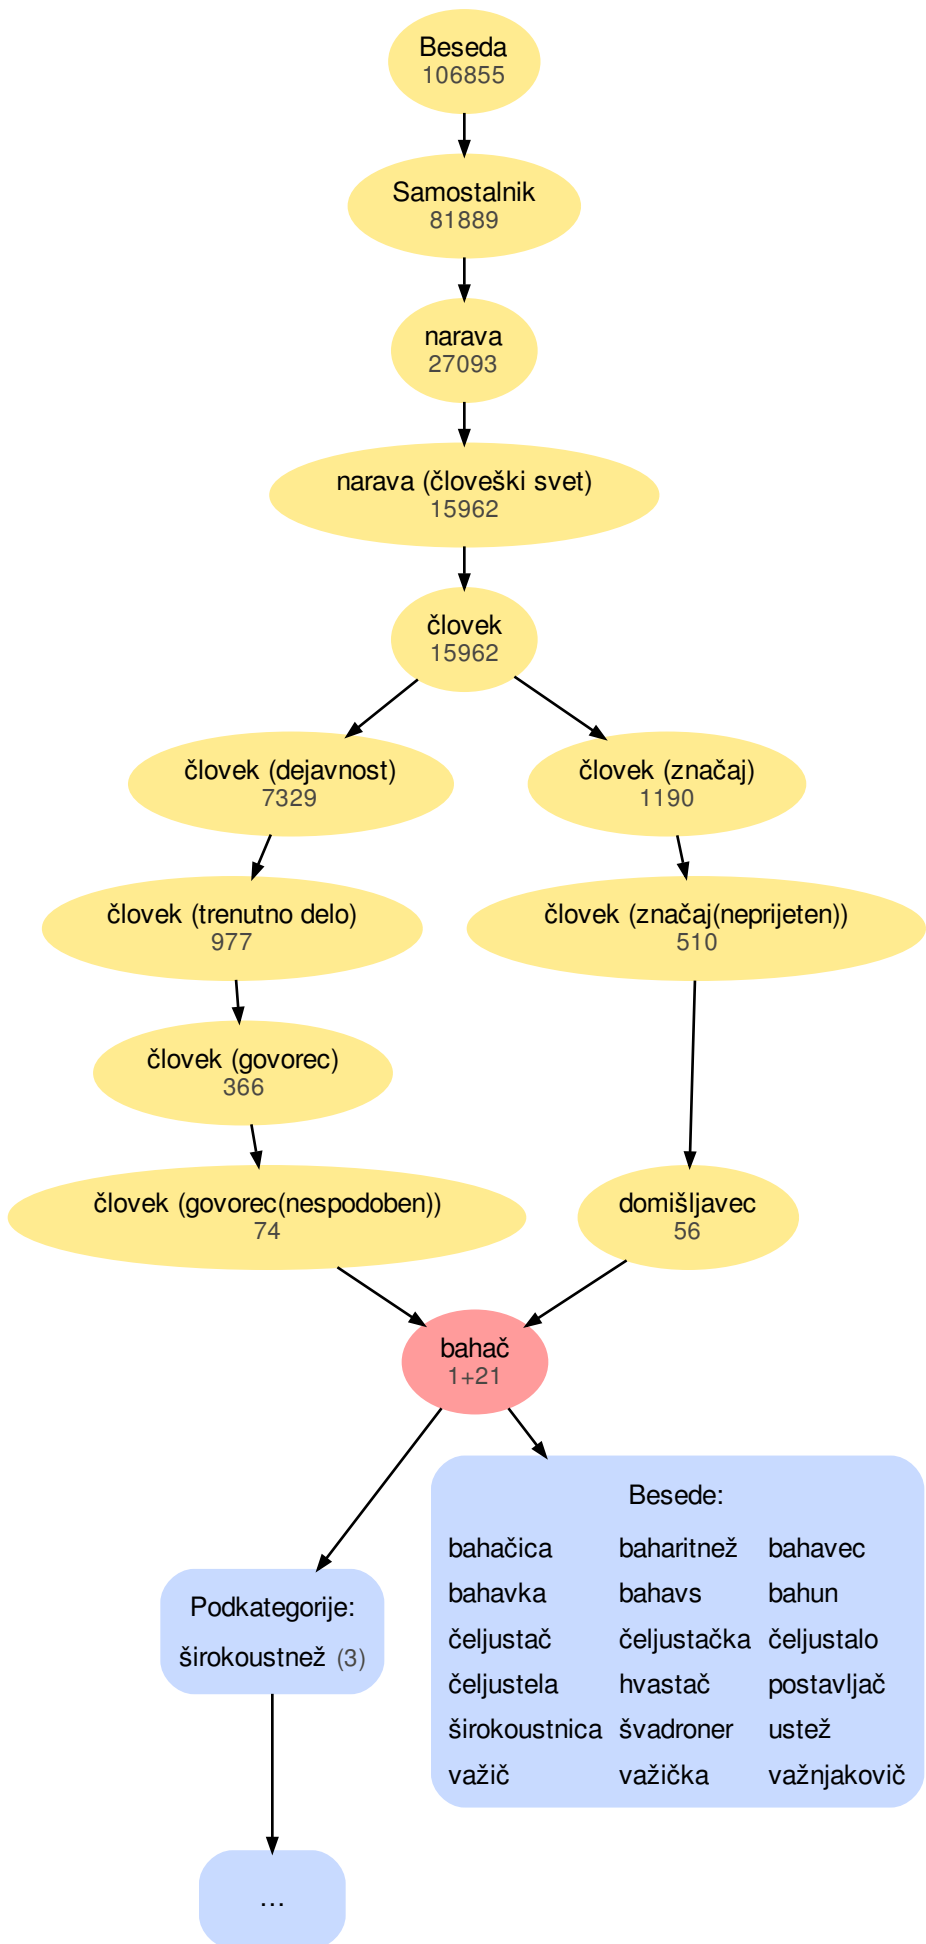 Beseda
106855
Samostalnik
81889
narava
27093
narava (človeški svet)
15962
človek
15962
človek (dejavnost)
7329
človek (značaj)
1190
človek (trenutno delo)
977
človek (značaj(neprijeten))
510
človek (govorec)
366
človek (govorec(nespodoben))
74
domišljavec
56
bahač
1+21
Besede:
bahačica baharitnež bahavec
bahavka bahavs bahun
čeljustač čeljustačka čeljustalo
čeljustela hvastač postavljač
širokoustnica švadroner ustež
važič važička važnjakovič
Podkategorije:
širokoustnež (3)
...